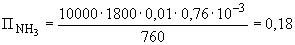 П_NH₃ = (10000 · 1800 · 0,01 · 0,76 · 10⁻³) / 760 = 0,18